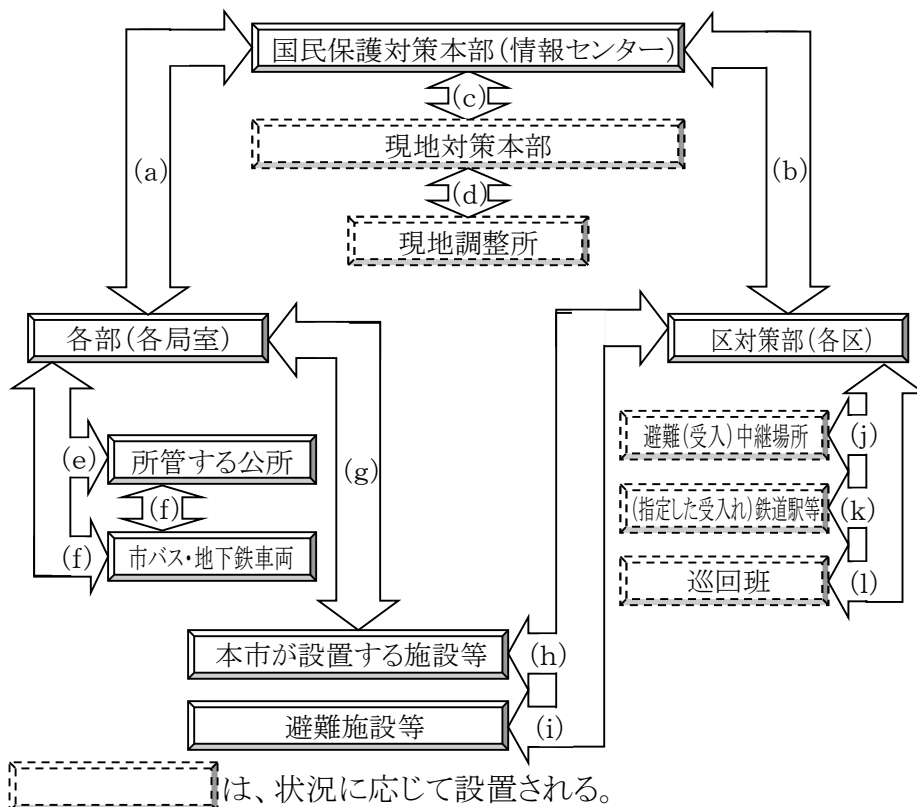 国民保護対策本部(情報センター)
(c)
現地対策本部
(a)
(b)
(d)
現地調整所
各部(各局室)
区対策部(各区)
避難(受入)中継場所
(j)
(e)
所管する公所
(g)
(f)
(指定した受入れ)鉄道駅等
(k)
(f)
市バス・地下鉄車両
巡回班
(l)
本市が設置する施設等
(h)
避難施設等
(i)
は、状況に応じて設置される。